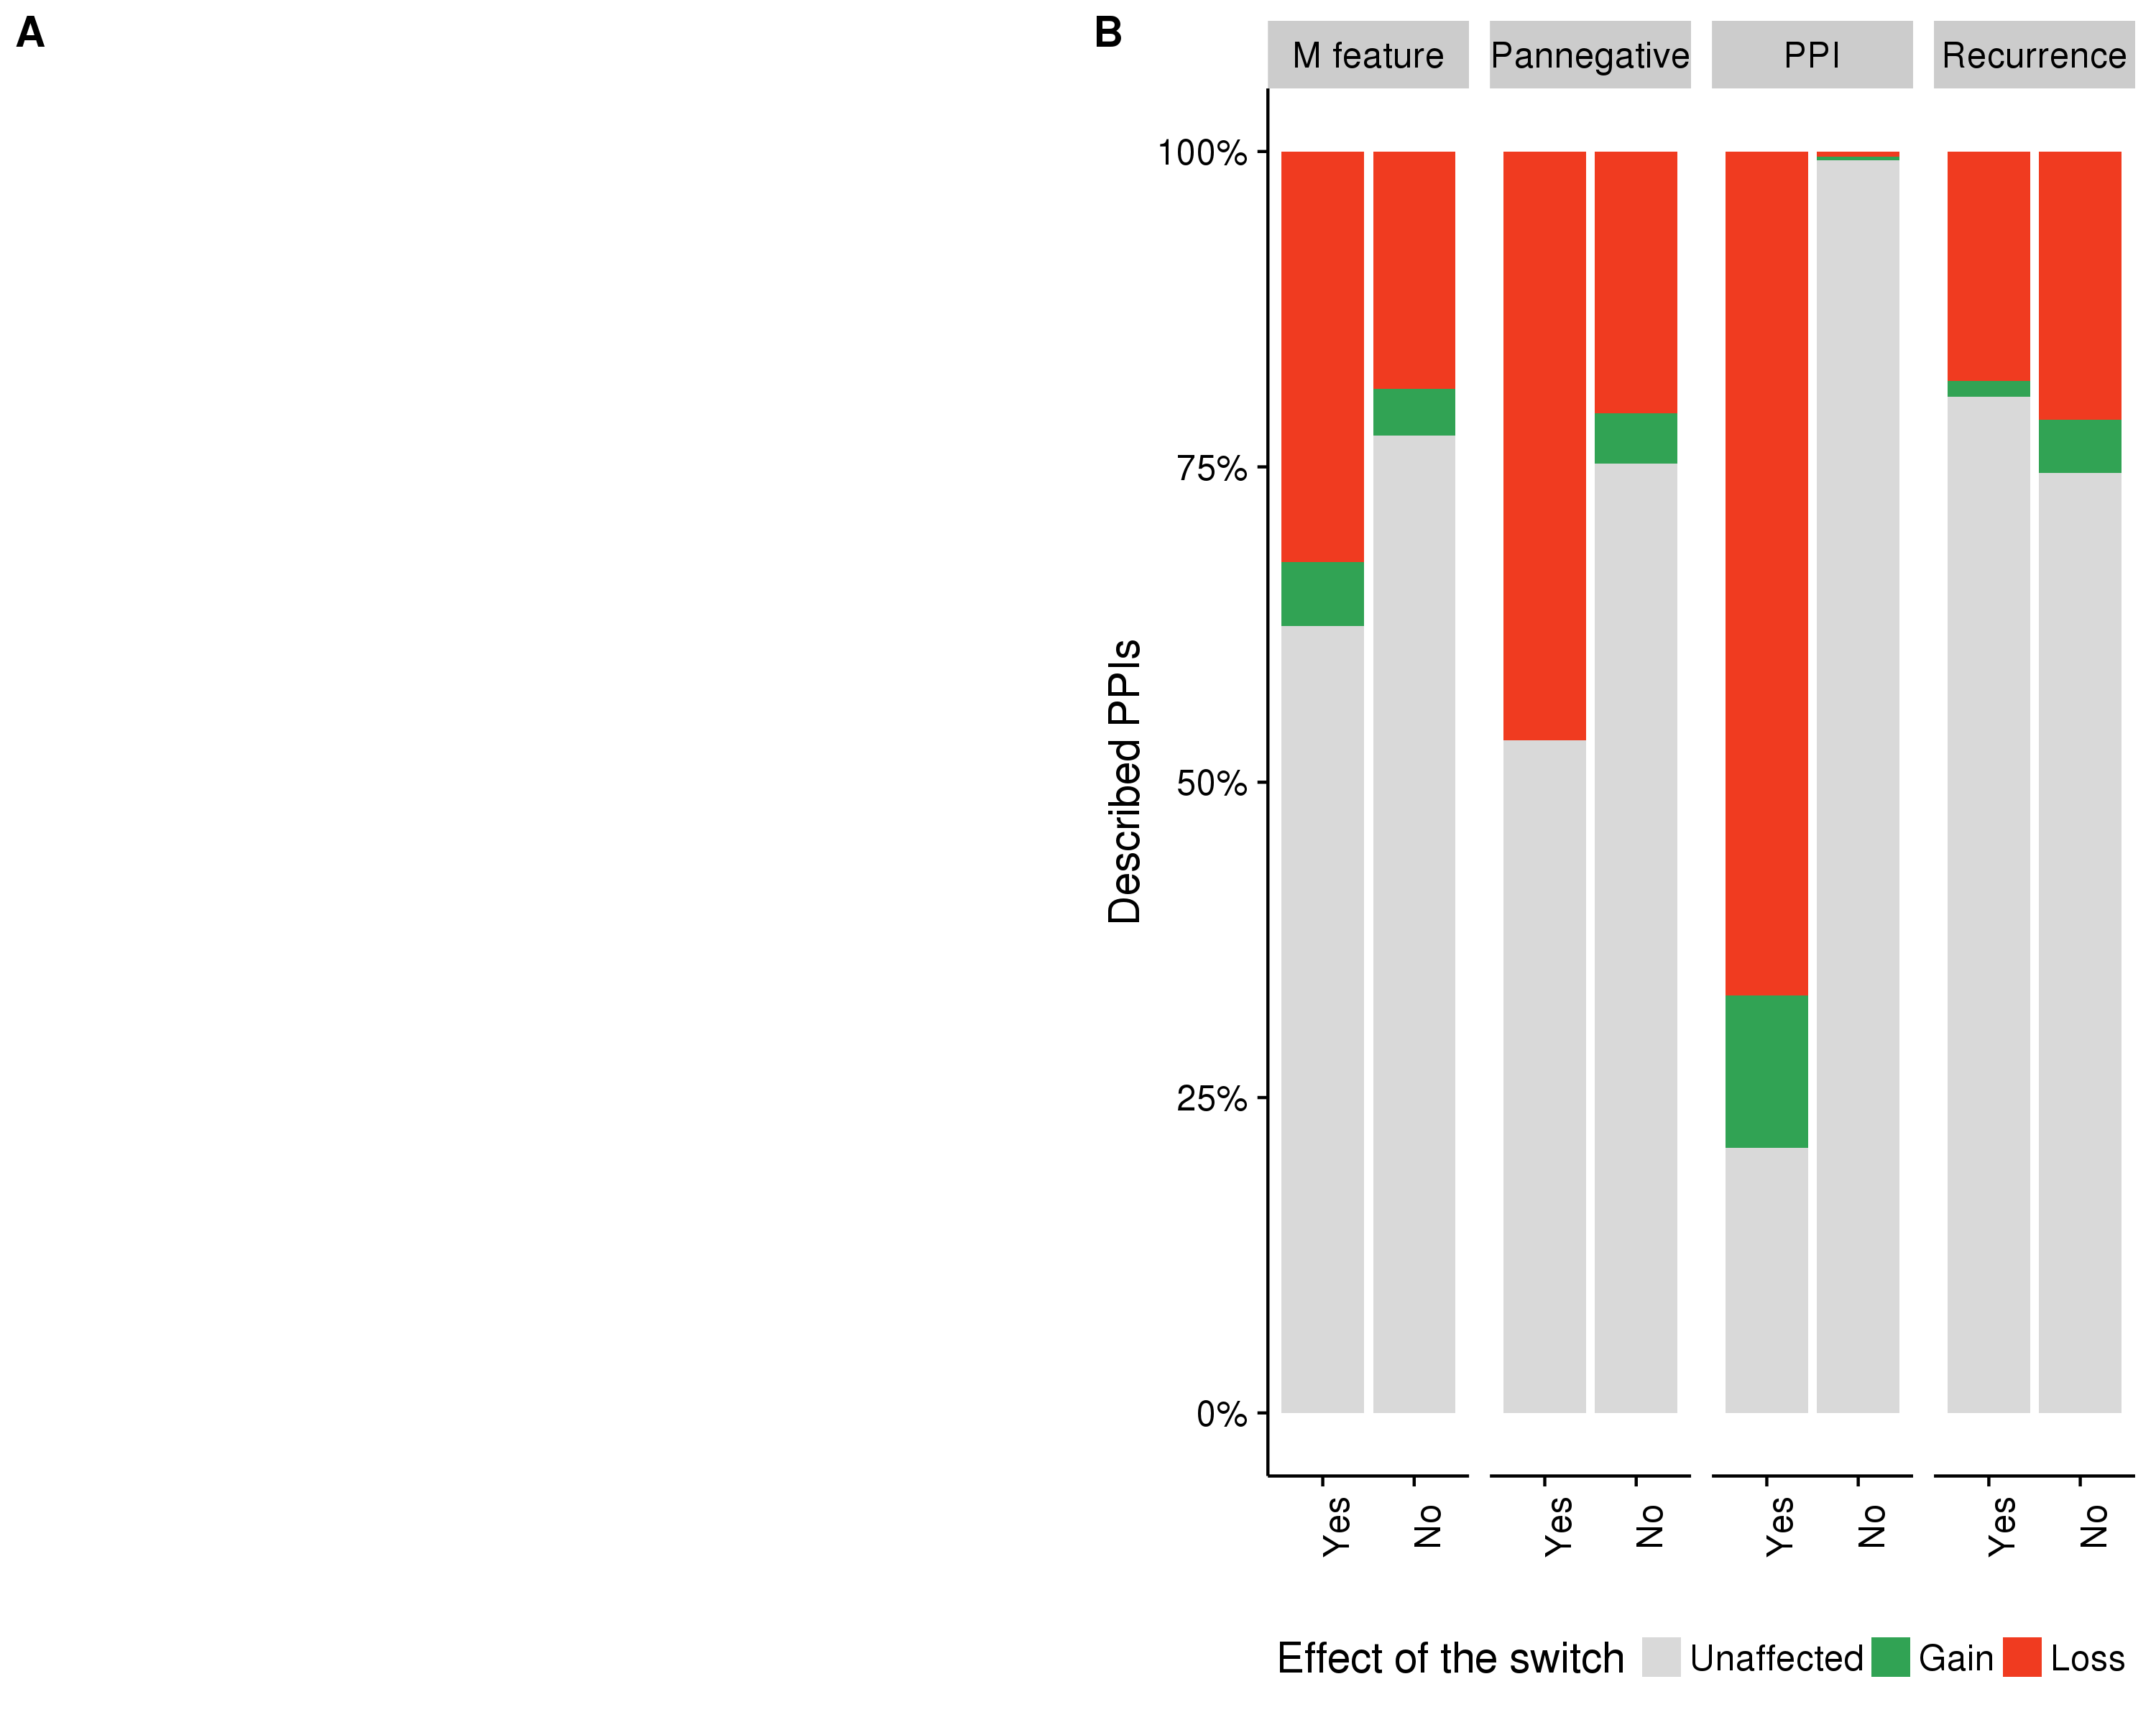 A
B
M feature
Pannegative
PPI
Recurrence
100%
75%
50%
25%
0%
Described PPIs
Yes
No
Yes
No
Yes
No
Yes
No
Effect of the switch
Unaffected
Gain
Loss